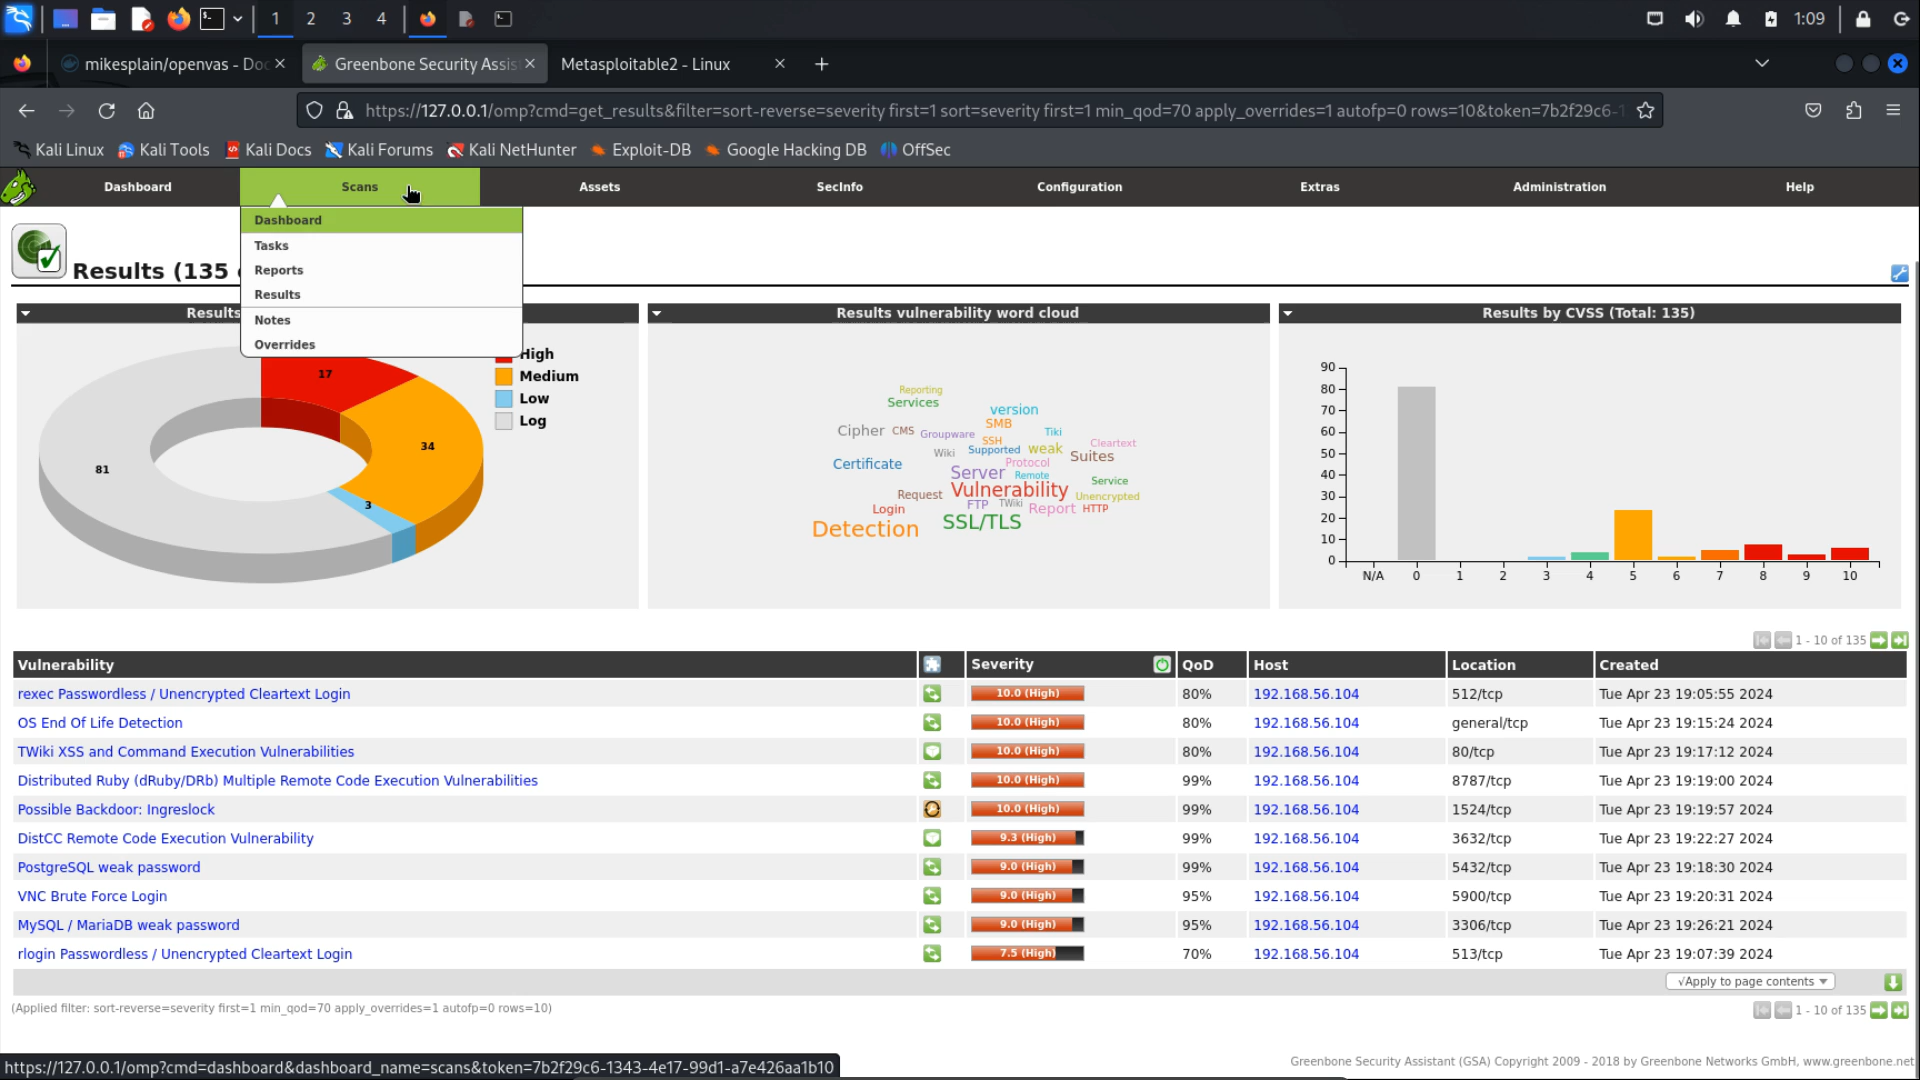 1 2 3 4
1:09
mikesplain/openvas - Doc
Greenbone Security Assis
Metasploitable2 - Linux
https://127.0.0.1/omp?cmd=get_results&filter=sort-reverse=severity first=1 sort=severity first=1 min_qod=70 apply_overrides=1 autofp=0 rows=10&token=7b2f29c6-1
Kali Linux
Kali Tools
Kali Docs
Kali Forums
Kali NetHunter
Exploit-DB
Google Hacking DB
OffSec
Dashboard
Scans
Assets
SecInfo
Configuration
Extras
Administration
Help
Dashboard
Tasks
Reports
Results
Notes
Overrides
Results (135
Results
High
Medium
Low
Log
17
34
3
81
Results vulnerability word cloud
Reporting
Services
version
SMB
Cipher CMS Groupware Tiki
SSH Cleartext
Wiki Supported weak
Certificate Protocol Suites
Server Remote
Service
Request Vulnerability Unencrypted
Login FTP TWiki Report HTTP
Detection SSL/TLS
Results by CVSS (Total: 135)
90
80
70
60
50
40
30
20
10
0
N/A 0 1 2 3 4 5 6 7 8 9 10
1 - 10 of 135
Vulnerability Severity QoD Host Location Created
rexec Passwordless / Unencrypted Cleartext Login 10.0 (High) 80% 192.168.56.104 512/tcp Tue Apr 23 19:05:55 2024
OS End Of Life Detection 10.0 (High) 80% 192.168.56.104 general/tcp Tue Apr 23 19:15:24 2024
TWiki XSS and Command Execution Vulnerabilities 10.0 (High) 80% 192.168.56.104 80/tcp Tue Apr 23 19:17:12 2024
Distributed Ruby (dRuby/DRb) Multiple Remote Code Execution Vulnerabilities 10.0 (High) 99% 192.168.56.104 8787/tcp Tue Apr 23 19:19:00 2024
Possible Backdoor: Ingreslock 10.0 (High) 99% 192.168.56.104 1524/tcp Tue Apr 23 19:19:57 2024
DistCC Remote Code Execution Vulnerability 9.3 (High) 99% 192.168.56.104 3632/tcp Tue Apr 23 19:22:27 2024
PostgreSQL weak password 9.0 (High) 99% 192.168.56.104 5432/tcp Tue Apr 23 19:18:30 2024
VNC Brute Force Login 9.0 (High) 95% 192.168.56.104 5900/tcp Tue Apr 23 19:20:31 2024
MySQL / MariaDB weak password 9.0 (High) 95% 192.168.56.104 3306/tcp Tue Apr 23 19:26:21 2024
rlogin Passwordless / Unencrypted Cleartext Login 7.5 (High) 70% 192.168.56.104 513/tcp Tue Apr 23 19:07:39 2024
√Apply to page contents
(Applied filter: sort-reverse=severity first=1 min_qod=70 apply_overrides=1 autofp=0 rows=10)
1 - 10 of 135
https://127.0.0.1/omp?cmd=dashboard&dashboard_name=scans&token=7b2f29c6-1343-4e17-99d1-a7e426aa1b10
Greenbone Security Assistant (GSA) Copyright 2009 - 2018 by Greenbone Networks GmbH, www.greenbone.net